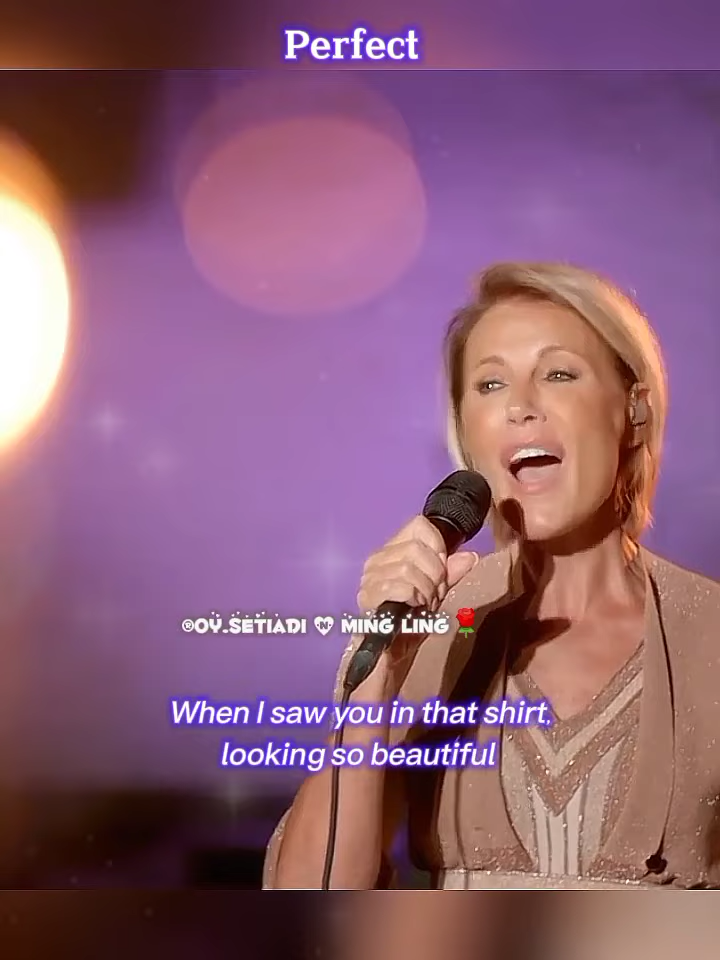 Perfect
®OY.SETIADI 🤍N MING LING🌹
When I saw you in that shirt,
looking so beautiful